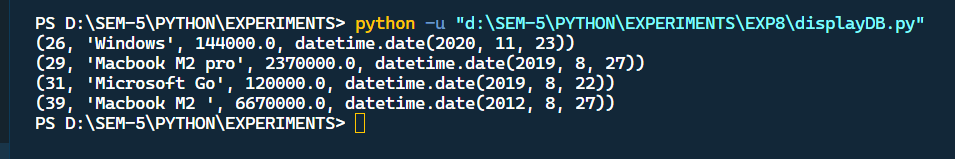 PS D:\SEM-5\PYTHON\EXPERIMENTS> python -u "d:\SEM-5\PYTHON\EXPERIMENTS\EXP8\displayDB.py"
(26, 'Windows', 144000.0, datetime.date(2020, 11, 23))
(29, 'Macbook M2 pro', 2370000.0, datetime.date(2019, 8, 27))
(31, 'Microsoft Go', 120000.0, datetime.date(2019, 8, 22))
(39, 'Macbook M2 ', 6670000.0, datetime.date(2012, 8, 27))
PS D:\SEM-5\PYTHON\EXPERIMENTS>